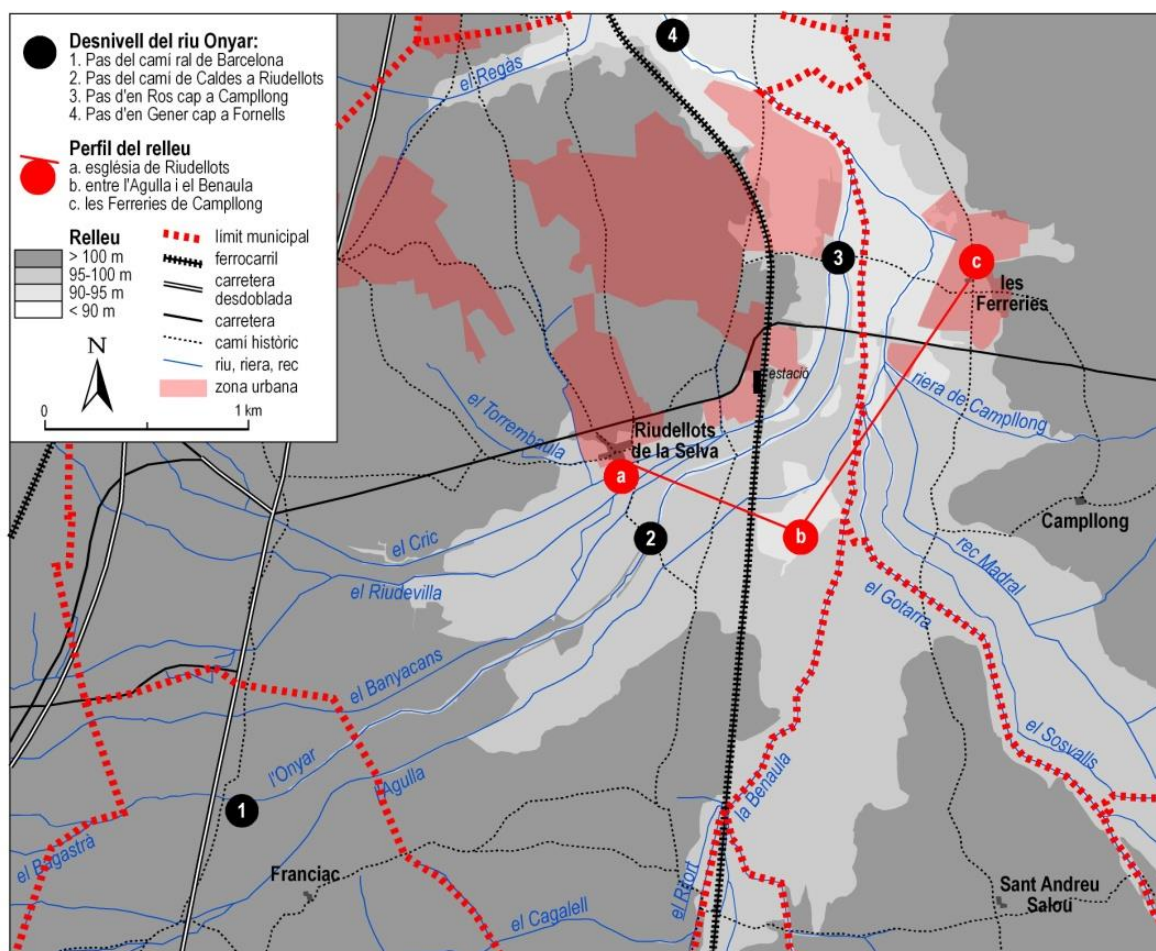 Desnivell del riu Onyar:
1. Pas del camí ral de Barcelona
2. Pas del camí de Caldes a Riudellots
3. Pas d'en Ros cap a Campllong
4. Pas d'en Gener cap a Fornells
Perfil del relleu
a. església de Riudellots
b. entre l'Agulla i el Benaula
c. les Ferreries de Campllong
Relleu
> 100 m
95-100 m
90-95 m
< 90 m
límit municipal
ferrocarril
carretera
desdoblada
carretera
camí històric
riu, riera, rec
zona urbana
N
0
1 km
4
el Regàs
3
c
les
Ferreries
estació
riera de Campllong
el Torrembaula
Riudellots
de la Selva
a
Campllong
2
b
el Cric
rec Madral
el Riudevilla
el Gotarra
el Banyacans
el Sosvalls
l'Onyar
l'Agulla
la Benaula
1
el Bagastrà
Franciac
el Cagalell
Sant Andreu
Salou